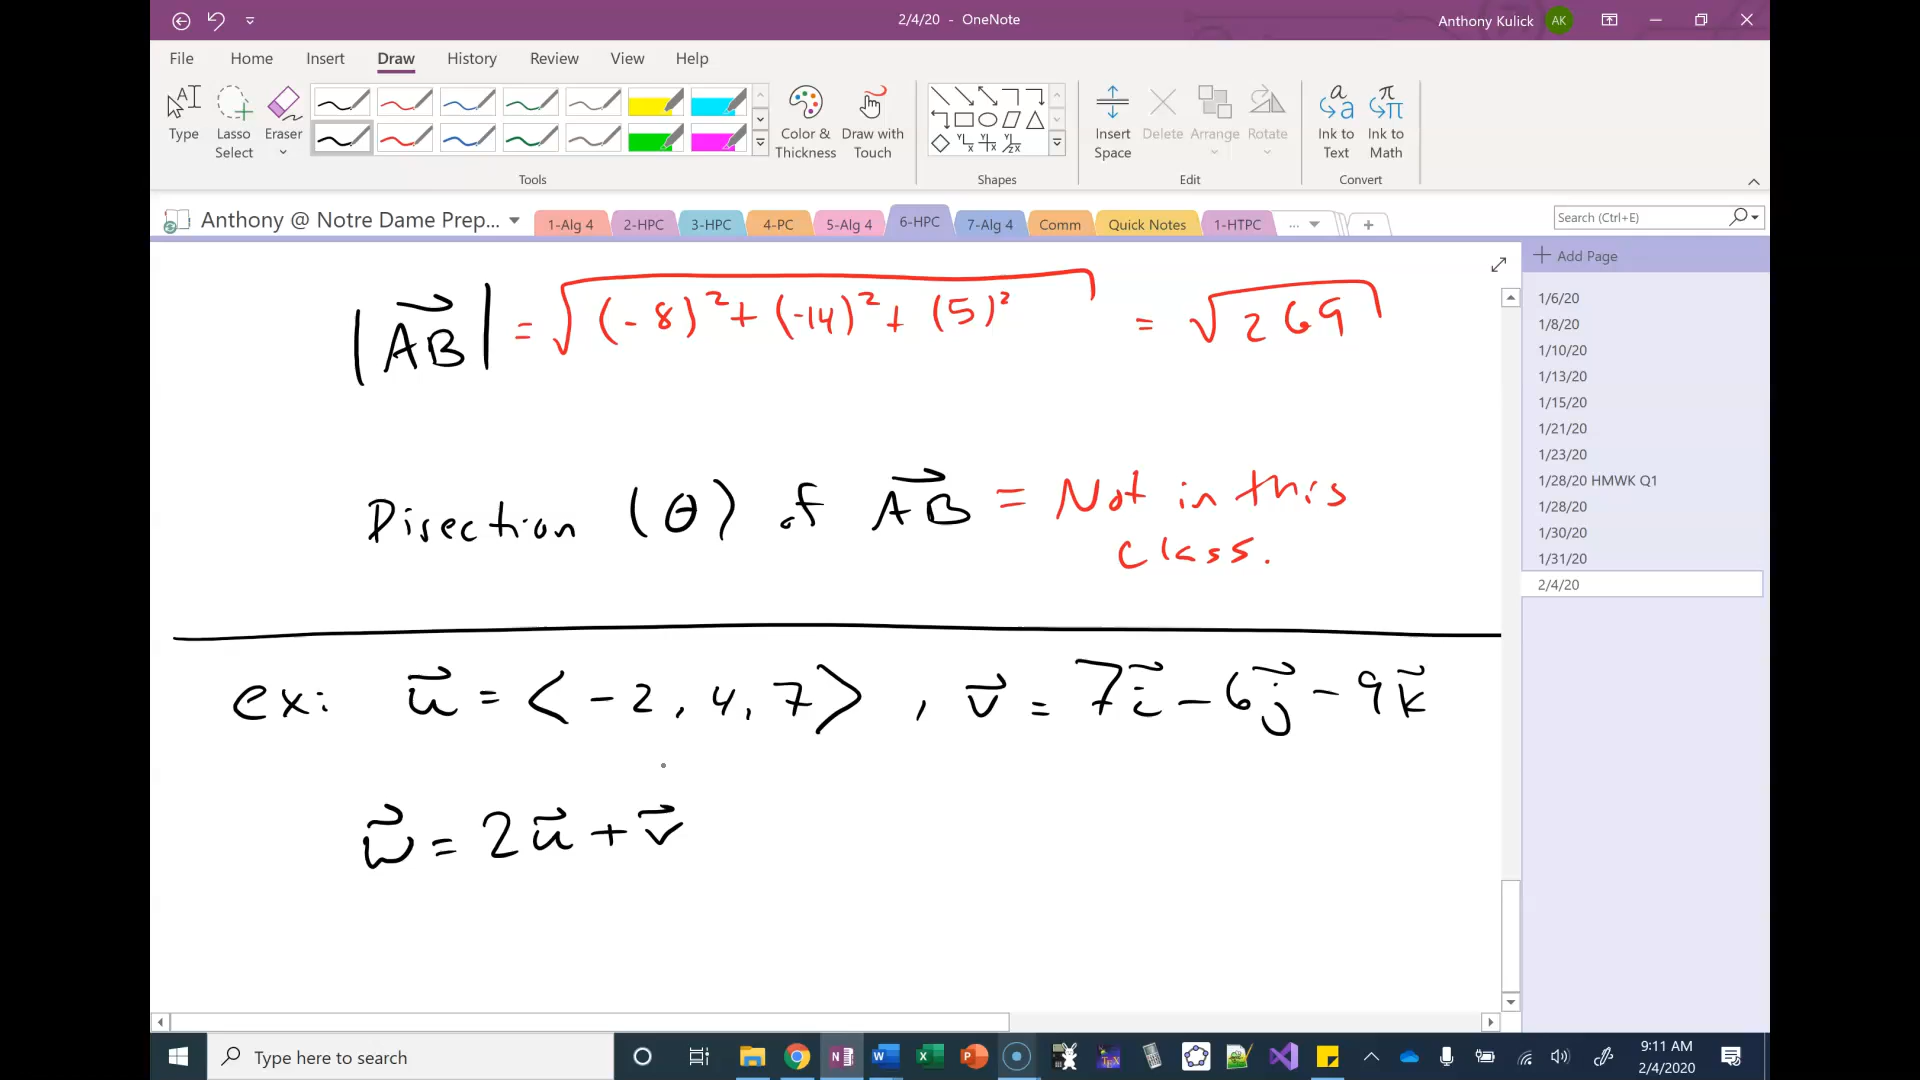 2/4/20 - OneNote
Anthony Kulick AK
File Home Insert Draw History Review View Help
Type Lasso Select Eraser Color & Thickness Draw with Touch Insert Space Delete Arrange Rotate Ink to Text Ink to Math
Tools Shapes Edit Convert
Anthony @ Notre Dame Prep... 1-Alg 4 2-HPC 3-HPC 4-PC 5-Alg 4 6-HPC 7-Alg 4 Comm Quick Notes 1-HTPC ... Search (Ctrl+E)
Add Page
1/6/20
1/8/20
1/10/20
1/13/20
1/15/20
1/21/20
1/23/20
1/28/20 HMWK Q1
1/28/20
1/30/20
1/31/20
2/4/20
|AB⃗| = √((-8)² + (-14)² + (5)²) = √269
Direction (θ) of AB⃗ = Not in this
class.
ex: u⃗ = <-2, 4, 7>, v⃗ = 7i⃗ - 6j⃗ - 9k⃗
w⃗ = 2u⃗ + v⃗
Type here to search
9:11 AM
2/4/2020